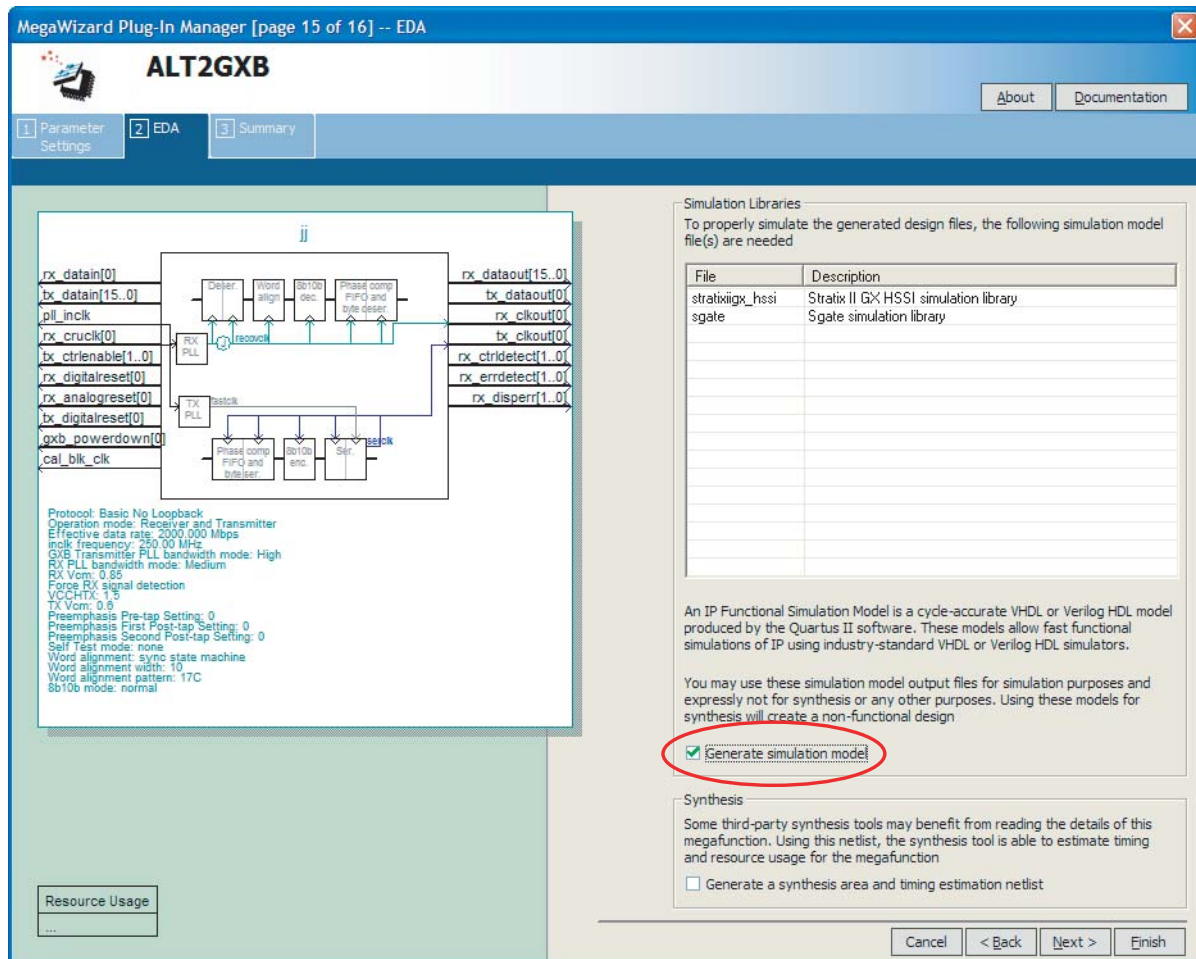 MegaWizard Plug-In Manager [page 15 of 16] -- EDA
ALT2GXB
About
Documentation
1 Parameter
Settings
2 EDA
3 Summary
jj
rx_datain[0]
tx_datain[15..0]
pll_inclk
rx_cruclk[0]
tx_ctrlenable[1..0]
rx_digitalreset[0]
rx_analogreset[0]
tx_digitalreset[0]
gxb_powerdown[0]
cal_blk_clk
Deser.
Word
align
8b10b
dec.
Phase comp
FIFO and
byte deser.
RX
PLL
recovclk
TX
PLL
fastclk
Phase comp
FIFO and
byte ser.
8b10b
enc.
Ser.
serclk
rx_dataout[15..0]
tx_dataout[0]
rx_clkout[0]
tx_clkout[0]
rx_ctrldetect[1..0]
rx_errdetect[1..0]
rx_disperr[1..0]
Protocol: Basic No Loopback
Operation mode: Receiver and Transmitter
Effective data rate: 2000.000 Mbps
inclk frequency: 250.00 MHz
GXB Transmitter PLL bandwidth mode: High
RX PLL bandwidth mode: Medium
RX Vcm: 0.85
Force RX signal detection
VCCHTX: 1.5
TX Vcm: 0.6
Preemphasis Pre-tap Setting: 0
Preemphasis First Post-tap Setting: 0
Preemphasis Second Post-tap Setting: 0
Self Test mode: none
Word alignment: sync state machine
Word alignment width: 10
Word alignment pattern: 17C
8b10b mode: normal
Resource Usage
...
Simulation Libraries
To properly simulate the generated design files, the following simulation model
file(s) are needed
File Description
stratixiigx_hssi Stratix II GX HSSI simulation library
sgate Sgate simulation library
An IP Functional Simulation Model is a cycle-accurate VHDL or Verilog HDL model
produced by the Quartus II software. These models allow fast functional
simulations of IP using industry-standard VHDL or Verilog HDL simulators.
You may use these simulation model output files for simulation purposes and
expressly not for synthesis or any other purposes. Using these models for
synthesis will create a non-functional design
Generate simulation model
Synthesis
Some third-party synthesis tools may benefit from reading the details of this
megafunction. Using this netlist, the synthesis tool is able to estimate timing
and resource usage for the megafunction
Generate a synthesis area and timing estimation netlist
Cancel
< Back
Next >
Finish